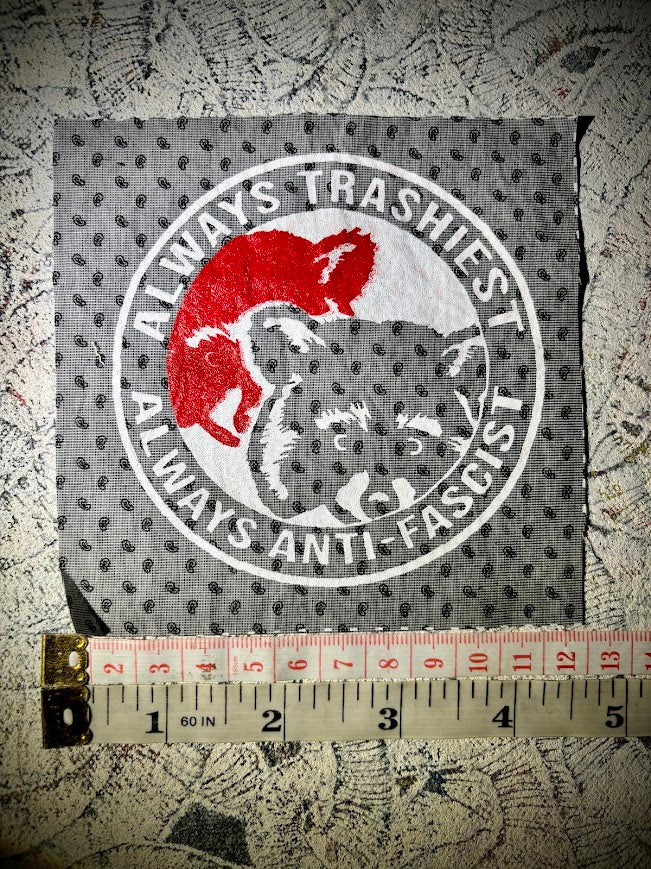 ALWAYS TRASHIEST
ALWAYS ANTI-FASCIST
2 3 4 5 6 7 8 9 10 11 12 13
1 60 IN 2 3 4 5